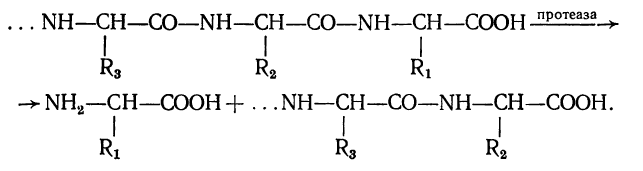 ...NH—CH—CO—NH—CH—CO—NH—CH—COOH протеаза →
R₃ R₂ R₁
→NH₂—CH—COOH+...NH—CH—CO—NH—CH—COOH.
R₁ R₃ R₂